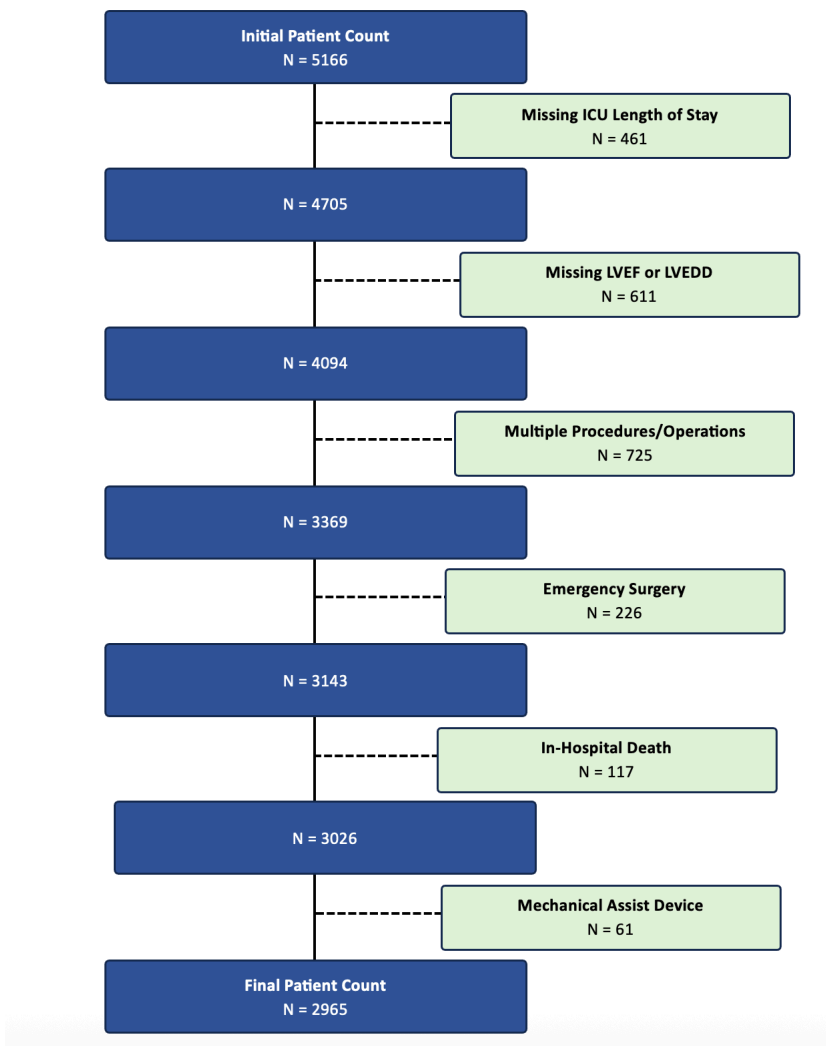 Initial Patient Count
N = 5166
Missing ICU Length of Stay
N = 461
N = 4705
Missing LVEF or LVEDD
N = 611
N = 4094
Multiple Procedures/Operations
N = 725
N = 3369
Emergency Surgery
N = 226
N = 3143
In-Hospital Death
N = 117
N = 3026
Mechanical Assist Device
N = 61
Final Patient Count
N = 2965